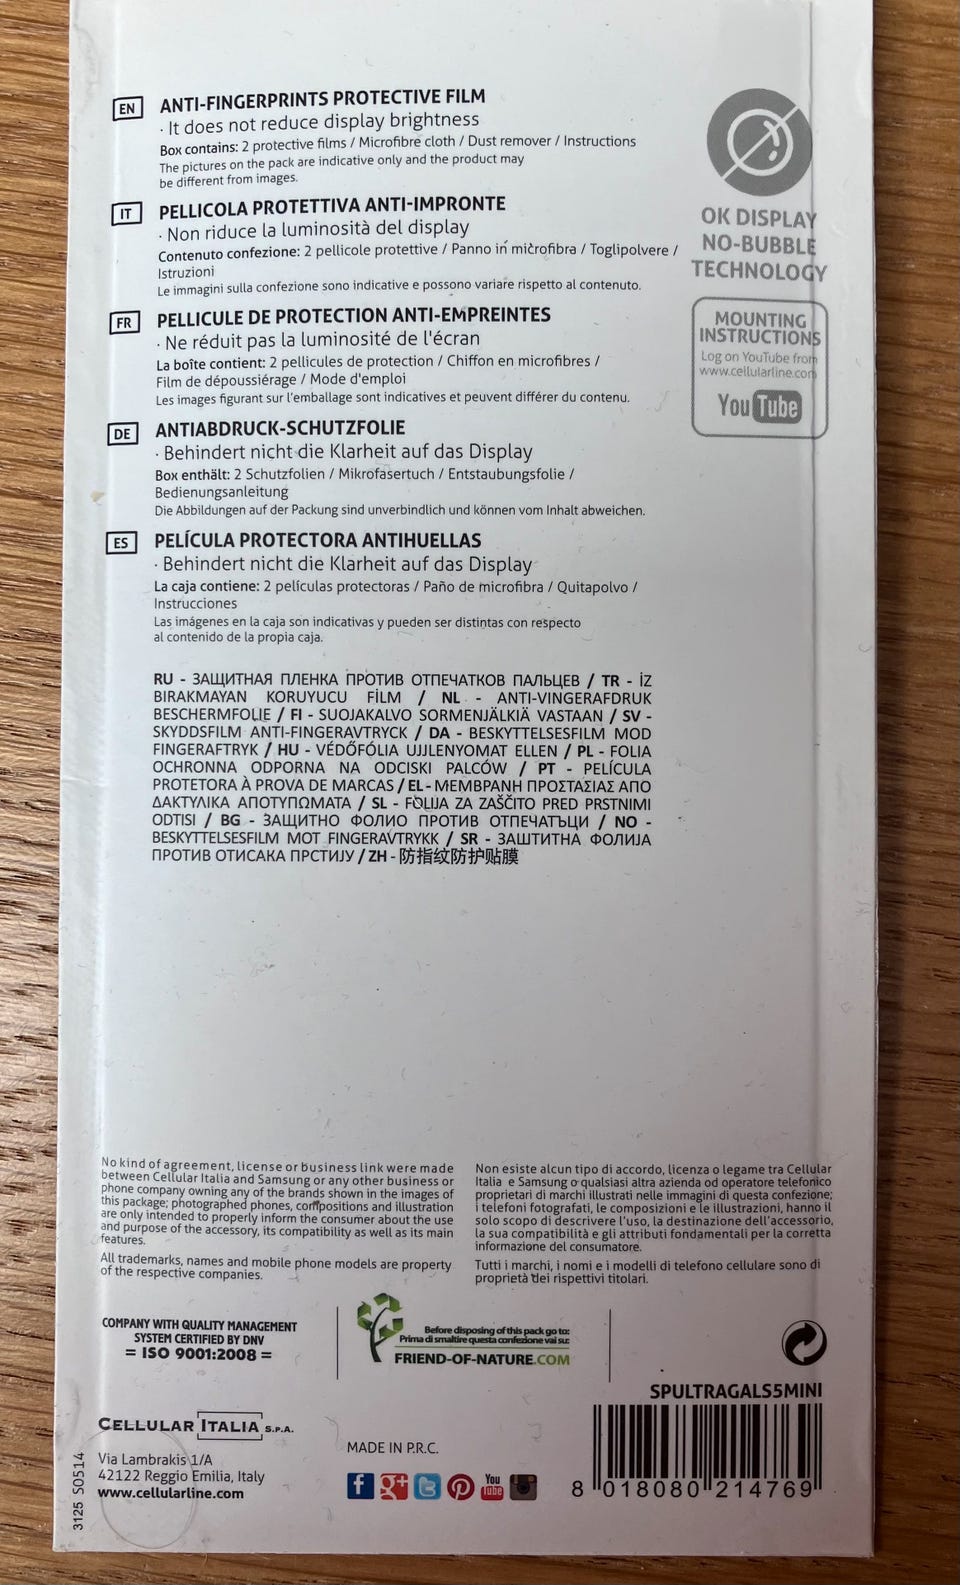 EN
ANTI-FINGERPRINTS PROTECTIVE FILM
· It does not reduce display brightness
Box contains: 2 protective films / Microfibre cloth / Dust remover / Instructions
The pictures on the pack are indicative only and the product may
be different from images.
IT
PELLICOLA PROTETTIVA ANTI-IMPRONTE
· Non riduce la luminosità del display
Contenuto confezione: 2 pellicole protettive / Panno in microfibra / Toglipolvere /
Istruzioni
Le immagini sulla confezione sono indicative e possono variare rispetto al contenuto.
FR
PELLICULE DE PROTECTION ANTI-EMPREINTES
· Ne réduit pas la luminosité de l'écran
La boîte contient: 2 pellicules de protection / Chiffon en microfibres /
Film de dépoussiérage / Mode d'emploi
Les images figurant sur l'emballage sont indicatives et peuvent différer du contenu.
DE
ANTIABDRUCK-SCHUTZFOLIE
· Behindert nicht die Klarheit auf das Display
Box enthält: 2 Schutzfolien / Mikrofasertuch / Entstaubungsfolie /
Bedienungsanleitung
Die Abbildungen auf der Packung sind unverbindlich und können vom Inhalt abweichen.
ES
PELÍCULA PROTECTORA ANTIHUELLAS
· Behindert nicht die Klarheit auf das Display
La caja contiene: 2 películas protectoras / Paño de microfibra / Quitapolvo /
Instrucciones
Las imágenes en la caja son indicativas y pueden ser distintas con respecto
al contenido de la propia caja.
OK DISPLAY
NO-BUBBLE
TECHNOLOGY
MOUNTING
INSTRUCTIONS
Log on YouTube from
www.cellularline.com
YouTube
RU - ЗАЩИТНАЯ ПЛЕНКА ПРОТИВ ОТПЕЧАТКОВ ПАЛЬЦЕВ / TR - İZ
BIRAKMAYAN KORUYUCU FİLM / NL - ANTI-VINGERAFDRUK
BESCHERMFOLIE / FI - SUOJAKALVO SORMENJÄLKIÄ VASTAAN / SV -
SKYDDSFILM ANTI-FINGERAVTRYCK / DA - BESKYTTELSESFILM MOD
FINGERAFTRYK / HU - VÉDŐFÓLIA UJJLENYOMAT ELLEN / PL - FOLIA
OCHRONNA ODPORNA NA ODCISKI PALCÓW / PT - PELÍCULA
PROTETORA À PROVA DE MARCAS / EL - ΜΕΜΒΡΑΝΗ ΠΡΟΣΤΑΣΙΑΣ ΑΠΟ
ΔΑΚΤΥΛΙΚΑ ΑΠΟΤΥΠΩΜΑΤΑ / SL - FOLIJA ZA ZAŠČITO PRED PRSTNIMI
ODTISI / BG - ЗАЩИТНО ФОЛИО ПРОТИВ ОТПЕЧАТЪЦИ / NO -
BESKYTTELSESFILM MOT FINGERAVTRYKK / SR - ЗАШТИТНА ФОЛИЈА
ПРОТИВ ОТИСАКА ПРСТИЈУ / ZH - 防指纹防护贴膜
No kind of agreement, license or business link were made
between Cellular Italia and Samsung or any other business or
phone company owning any of the brands shown in the images of
this package; photographed phones, compositions and illustration
are only intended to properly inform the consumer about the use
and purpose of the accessory, its compatibility as well as its main
features.
All trademarks, names and mobile phone models are property
of the respective companies.
Non esiste alcun tipo di accordo, licenza o legame tra Cellular
Italia e Samsung o qualsiasi altra azienda od operatore telefonico
proprietari di marchi illustrati nelle immagini di questa confezione;
i telefoni fotografati, le composizioni e le illustrazioni, hanno il
solo scopo di descrivere l'uso, la destinazione dell'accessorio,
la sua compatibilità e gli attributi fondamentali per la corretta
informazione del consumatore.
Tutti i marchi, i nomi e i modelli di telefono cellulare sono di
proprietà dei rispettivi titolari.
COMPANY WITH QUALITY MANAGEMENT
SYSTEM CERTIFIED BY DNV
= ISO 9001:2008 =
Before disposing of this pack go to:
Prima di smaltire questa confezione vai su:
FRIEND-OF-NATURE.COM
SPULTRAGALS5MINI
8 018080 214769
CELLULAR ITALIA S.P.A.
Via Lambrakis 1/A
42122 Reggio Emilia, Italy
www.cellularline.com
MADE IN P.R.C.
f g+ t p You Tube
3125 S0514